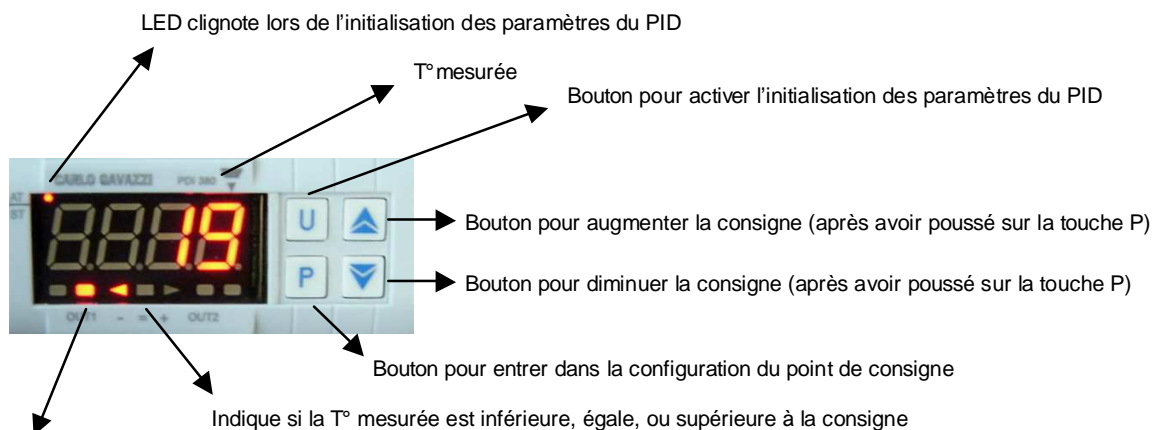 LED clignote lors de l'initialisation des paramètres du PID
T° mesurée
Bouton pour activer l'initialisation des paramètres du PID
CARLO GAVAZZI PDI 380
AT
ST
19
U
P
Bouton pour augmenter la consigne (après avoir poussé sur la touche P)
Bouton pour diminuer la consigne (après avoir poussé sur la touche P)
OUT1 - = + OUT2
Bouton pour entrer dans la configuration du point de consigne
Indique si la T° mesurée est inférieure, égale, ou supérieure à la consigne